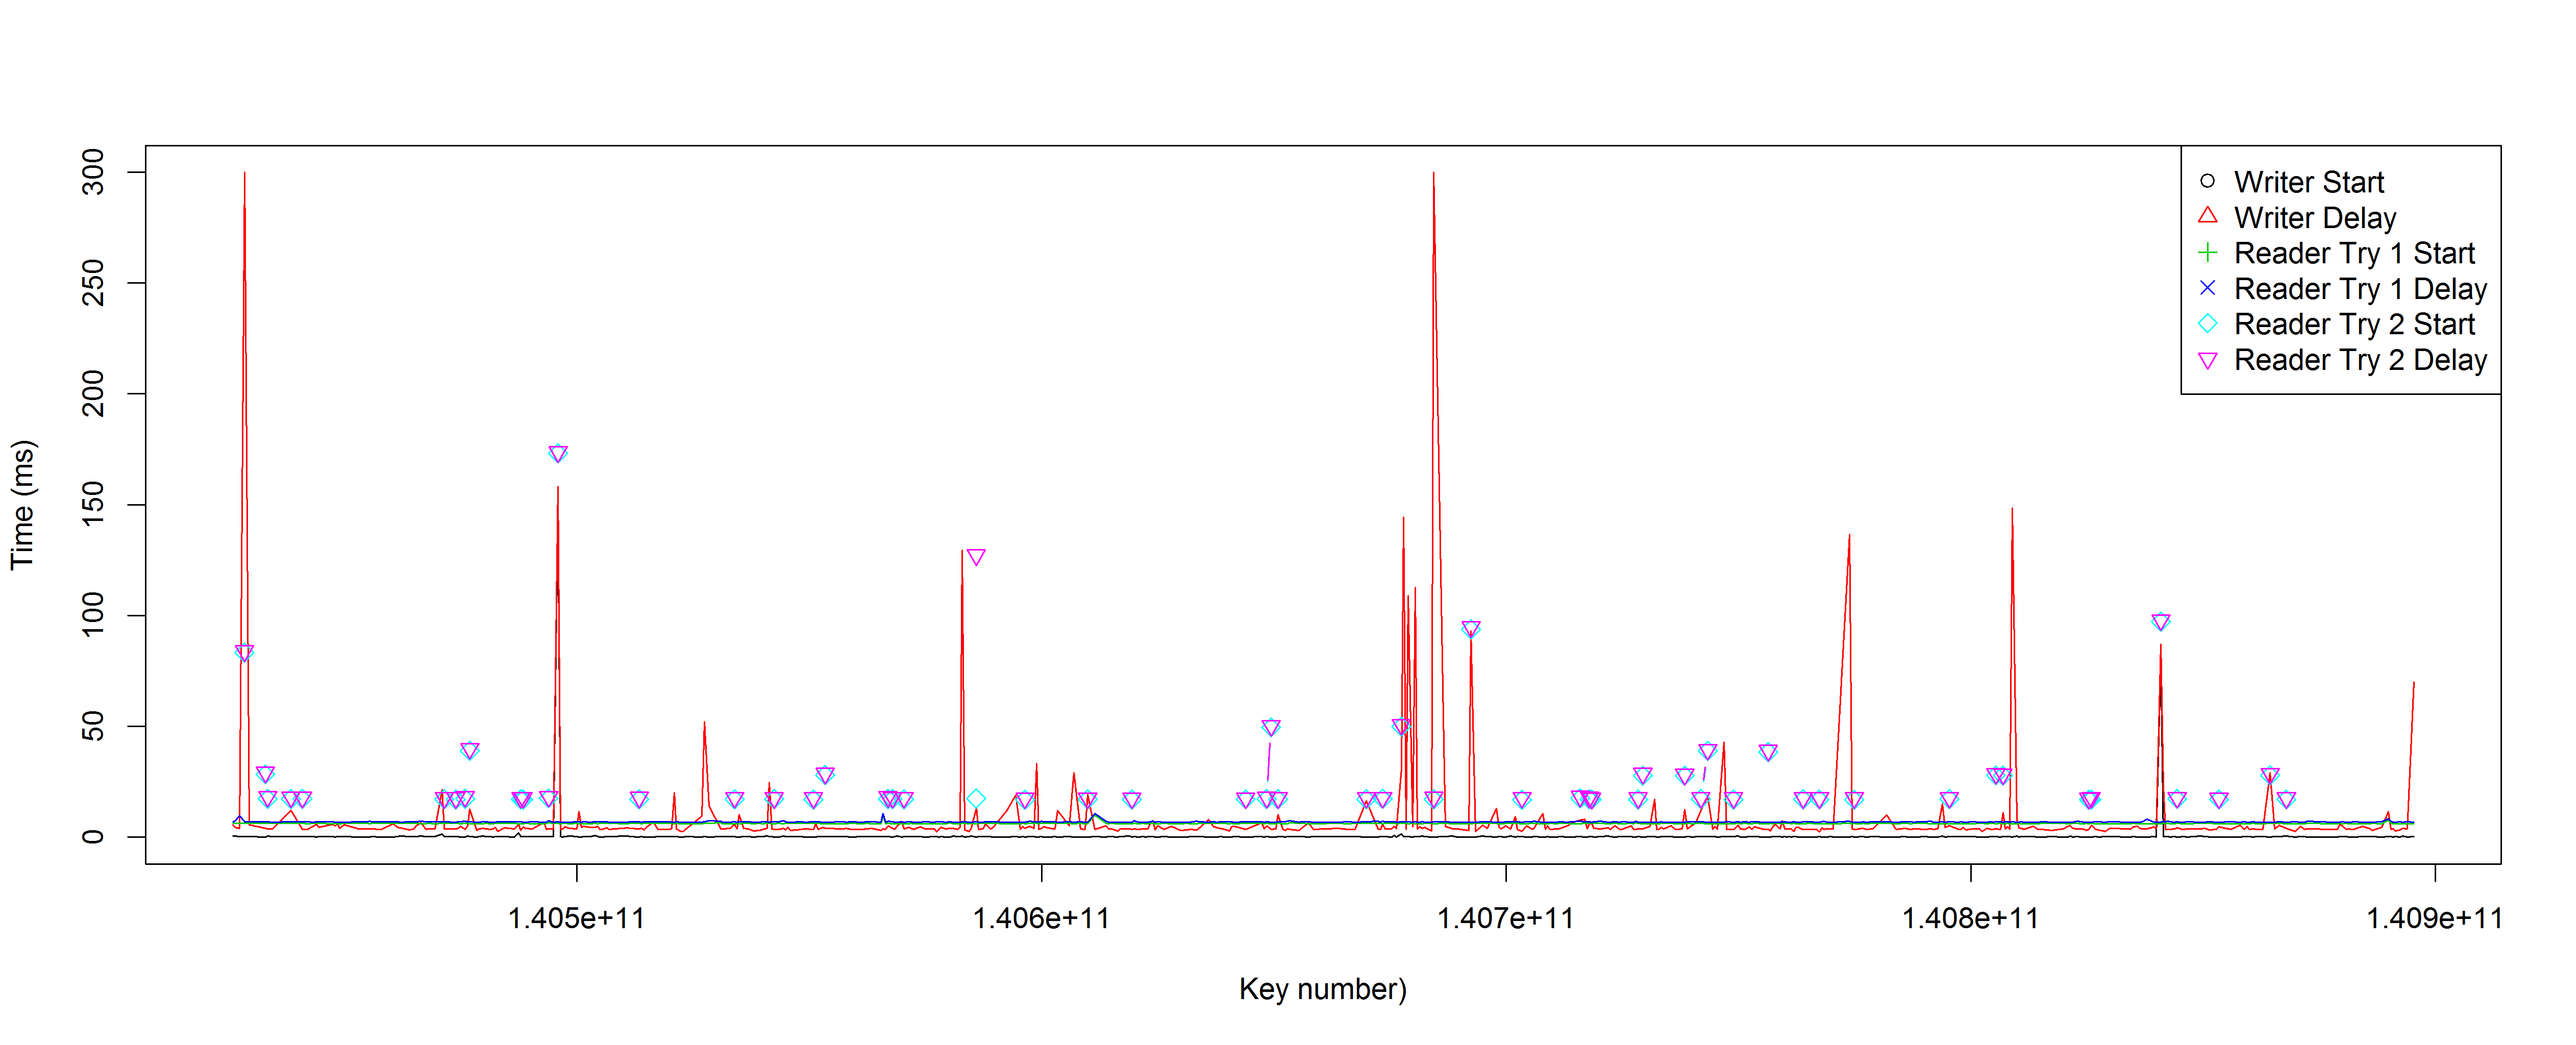 300
250
200
150
100
50
0
Time (ms)
Writer Start
Writer Delay
Reader Try 1 Start
Reader Try 1 Delay
Reader Try 2 Start
Reader Try 2 Delay
1.405e+11 1.406e+11 1.407e+11 1.408e+11 1.409e+11
Key number)